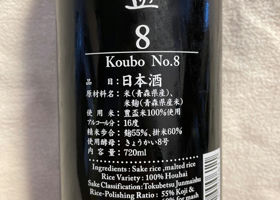 8
Koubo No.8
品目：日本酒
原材料名：米（青森県産）、
米麹（青森県産米）
使用米：豊盃米100%使用
アルコール分：16度
精米歩合：麹55%、掛米60%
使用酵母：きょうかい8号
内容量：720ml
Ingredients : Sake rice ,malted rice
Rice Variety : 100% Houhai
Sake Classification : Tokubetsu Junmaishu
Rice-Polishing Ratio : 55% Koji &